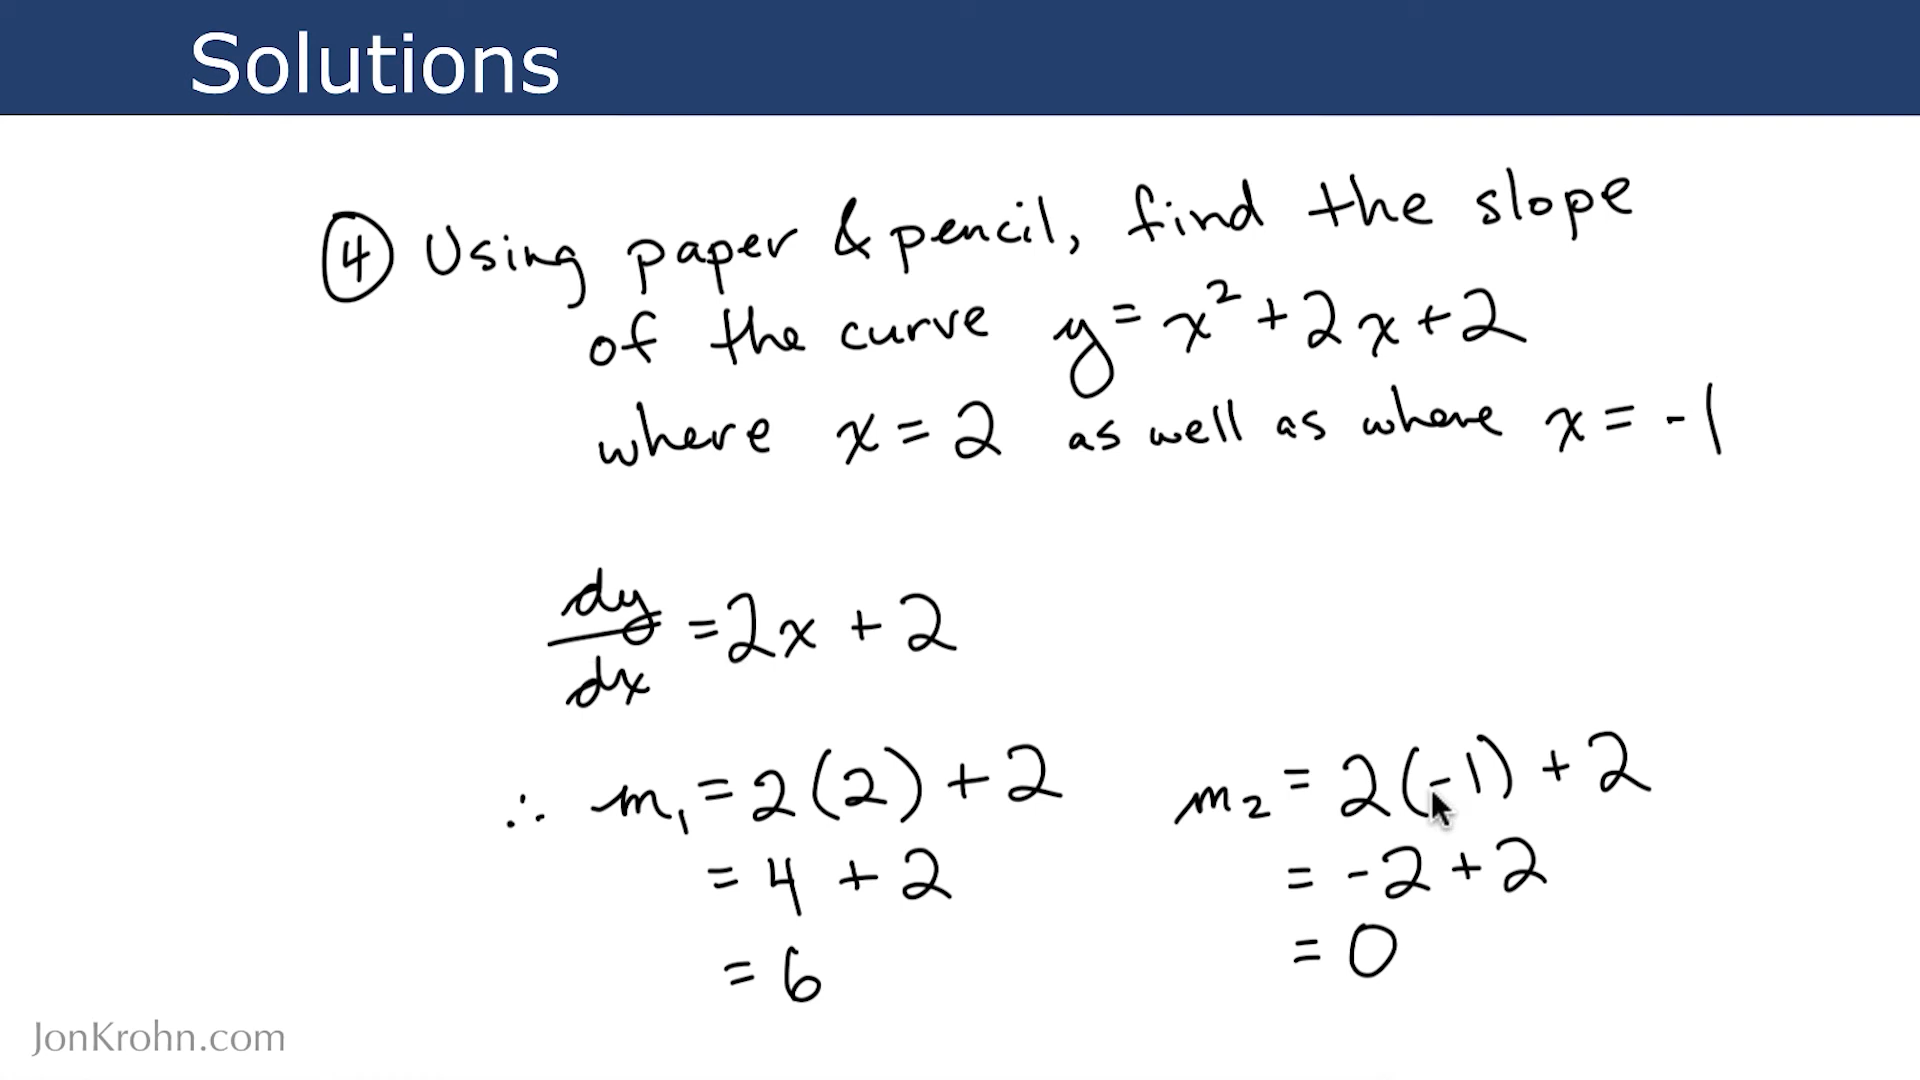 Solutions
④ Using paper & pencil, find the slope
of the curve y = x² + 2x + 2
where x = 2 as well as where x = -1
dy/dx = 2x + 2
∴ m₁ = 2(2) + 2
= 4 + 2
= 6
m₂ = 2(-1) + 2
= -2 + 2
= 0
JonKrohn.com